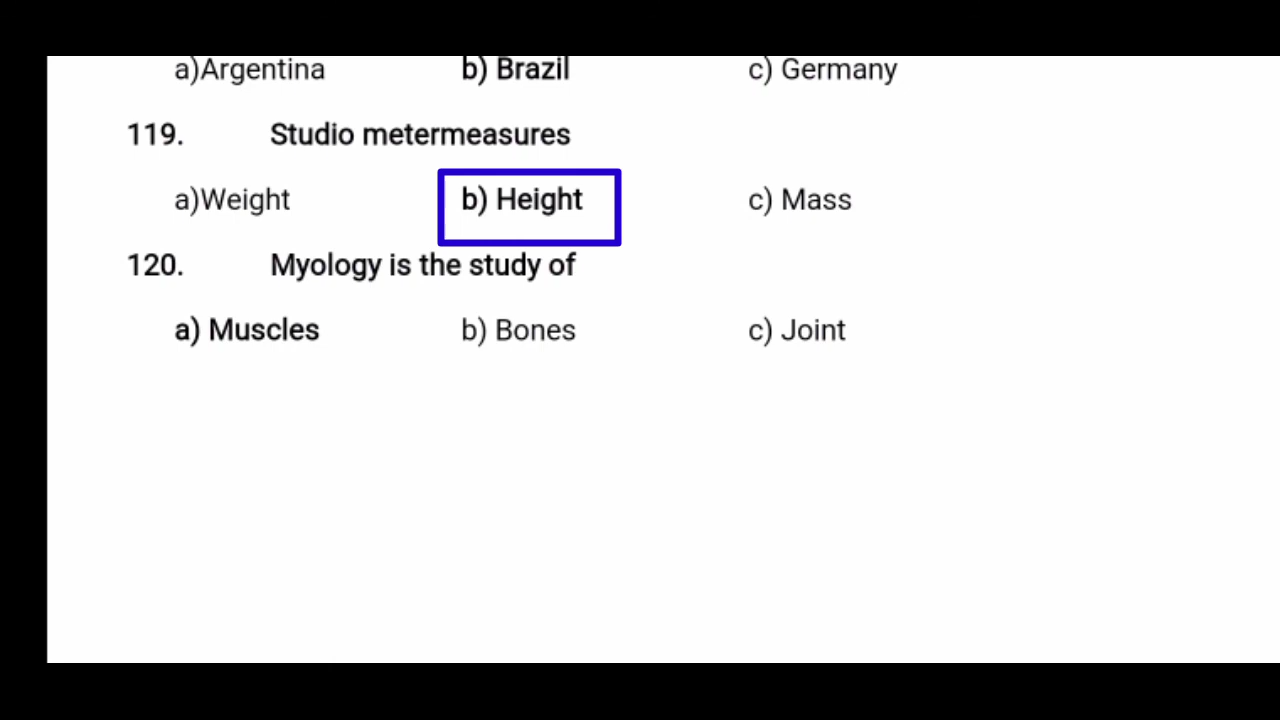 a)Argentina b) Brazil c) Germany
119. Studio metermeasures
a)Weight b) Height c) Mass
120. Myology is the study of
a) Muscles b) Bones c) Joint